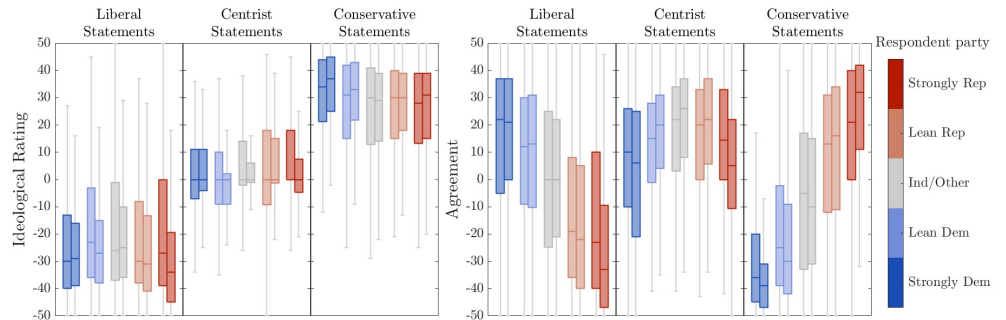 Liberal Statements
Centrist Statements
Conservative Statements
Ideological Rating
50
40
30
20
10
0
-10
-20
-30
-40
-50
Liberal Statements
Centrist Statements
Conservative Statements
Agreement
50
40
30
20
10
0
-10
-20
-30
-40
-50
Respondent party
Strongly Rep
Lean Rep
Ind/Other
Lean Dem
Strongly Dem